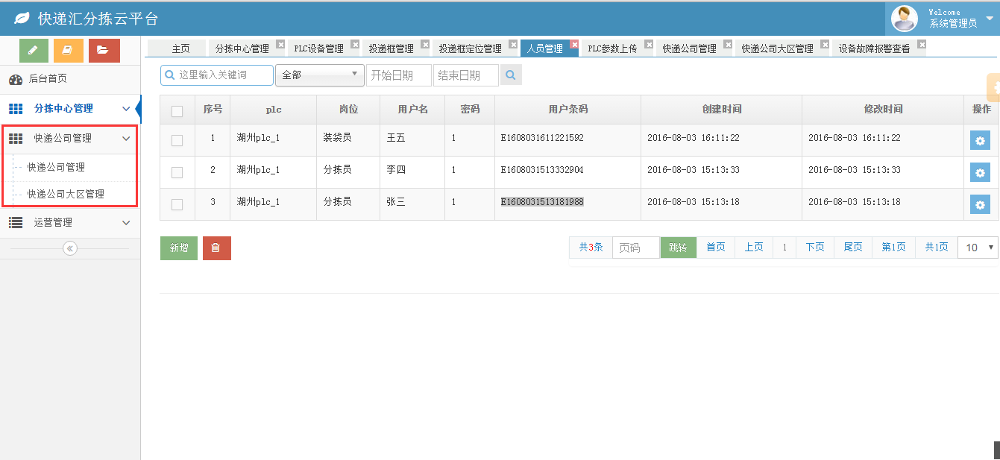 快递汇分拣云平台
Welcome
系统管理员
主页 分拣中心管理 PLC设备管理 投递框管理 投递框定位管理 人员管理 PLC参数上传 快递公司管理 快递公司大区管理 设备故障报警查看
后台首页
分拣中心管理
快递公司管理
快递公司管理
快递公司大区管理
运营管理
这里输入关键词 全部 开始日期 结束日期
序号 plc 岗位 用户名 密码 用户条码 创建时间 修改时间 操作
1 湖州plc_1 装袋员 王五 1 E1608031611221592 2016-08-03 16:11:22 2016-08-03 16:11:22
2 湖州plc_1 分拣员 李四 1 E1608031513332904 2016-08-03 15:13:33 2016-08-03 15:13:33
3 湖州plc_1 分拣员 张三 1 E1608031513181988 2016-08-03 15:13:18 2016-08-03 15:13:18
新增 共3条 页码 跳转 首页 上页 1 下页 尾页 第1页 共1页 10